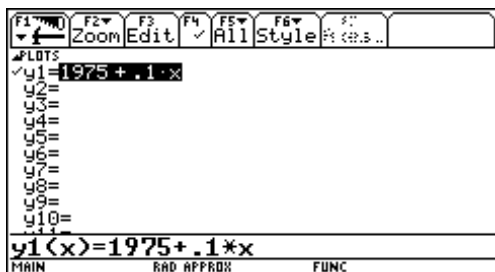 F1 F2 F3 F4 F5 F6
Zoom Edit ✓ All Style
PLOTS
✓y1=1975 + .1·x
y2=
y3=
y4=
y5=
y6=
y7=
y8=
y9=
y10=
y1(x)=1975+.1*x
MAIN RAD APPROX FUNC